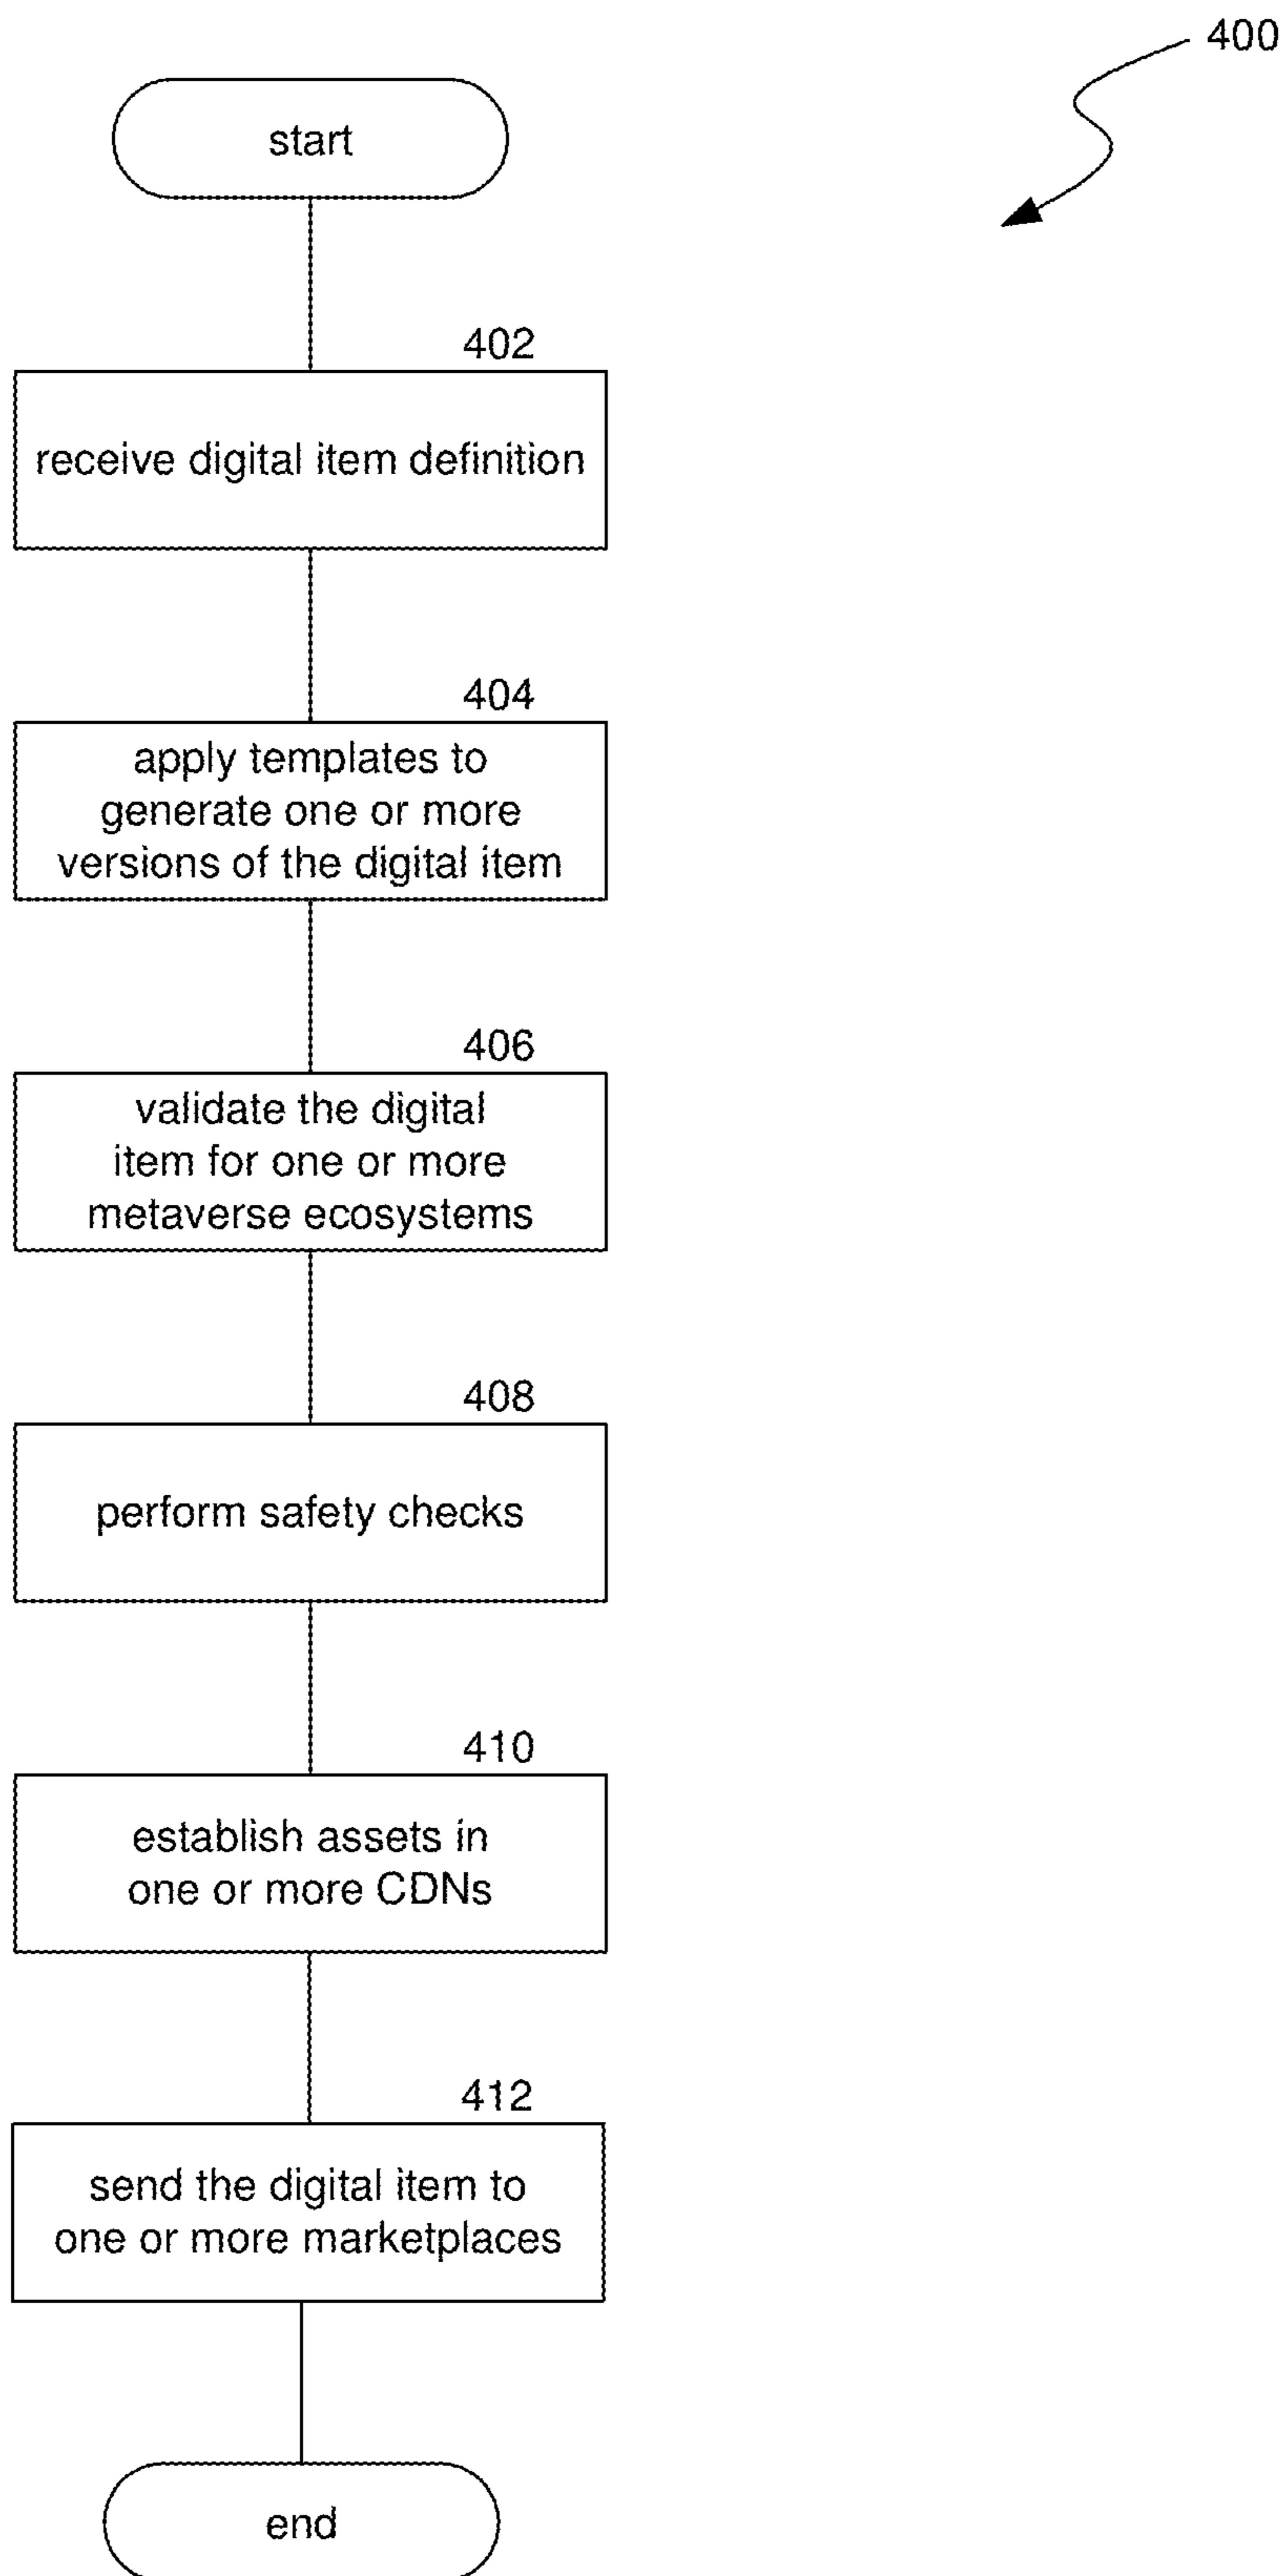 400
start
402
receive digital item definition
404
apply templates to
generate one or more
versions of the digital item
406
validate the digital
item for one or more
metaverse ecosystems
408
perform safety checks
410
establish assets in
one or more CDNs
412
send the digital item to
one or more marketplaces
end